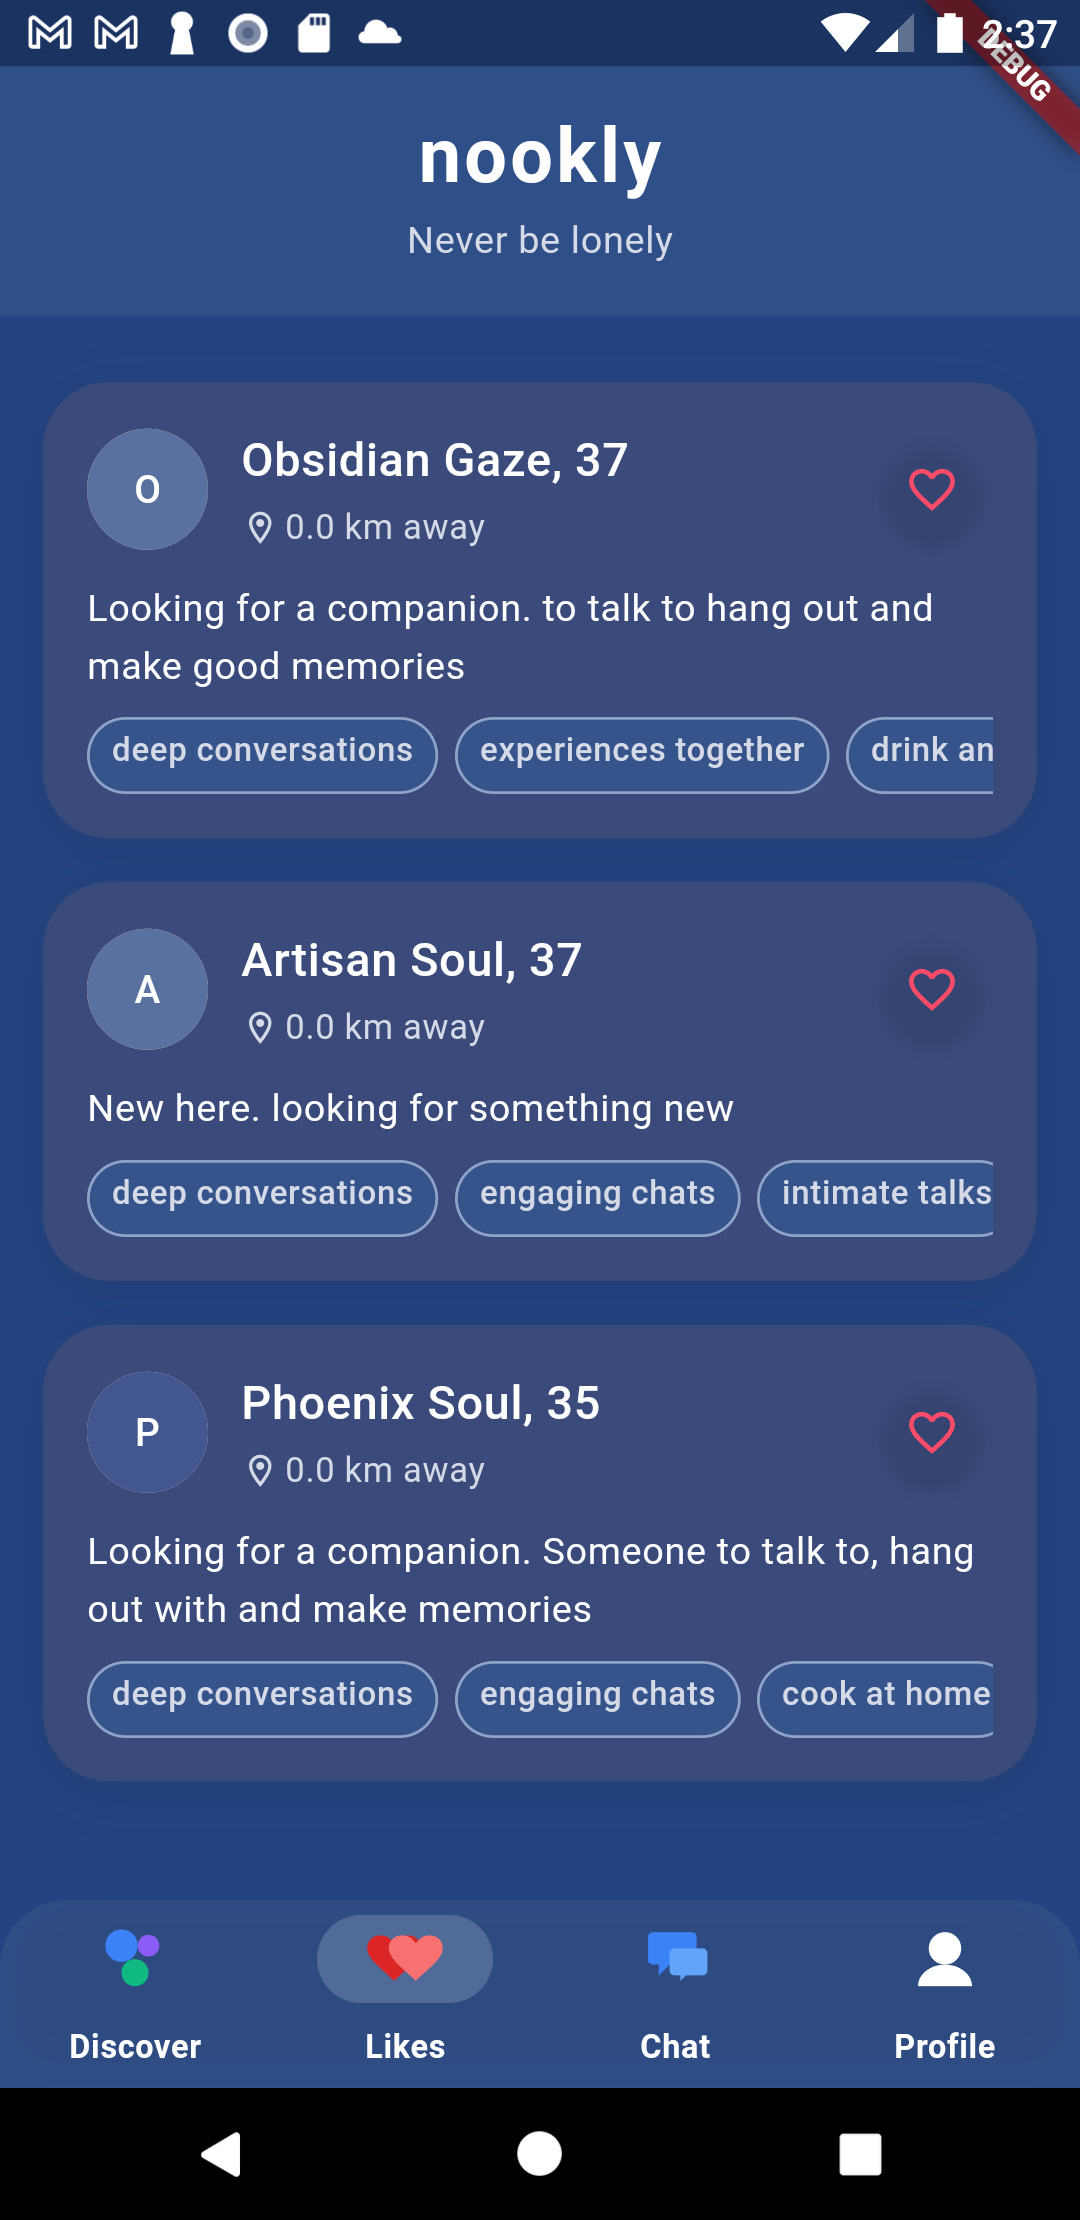 2:37
DEBUG
nookly
Never be lonely
O
Obsidian Gaze, 37
0.0 km away
Looking for a companion. to talk to hang out and
make good memories
deep conversations experiences together drink an
A
Artisan Soul, 37
0.0 km away
New here. looking for something new
deep conversations engaging chats intimate talks
P
Phoenix Soul, 35
0.0 km away
Looking for a companion. Someone to talk to, hang
out with and make memories
deep conversations engaging chats cook at home
Discover Likes Chat Profile